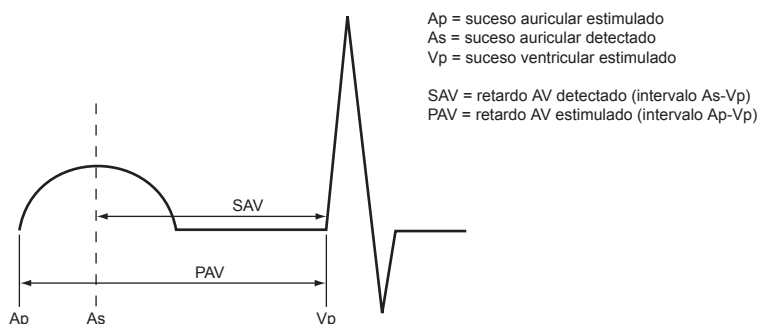 Ap = suceso auricular estimulado
As = suceso auricular detectado
Vp = suceso ventricular estimulado
SAV = retardo AV detectado (intervalo As-Vp)
PAV = retardo AV estimulado (intervalo Ap-Vp)
SAV
PAV
Ap As Vp